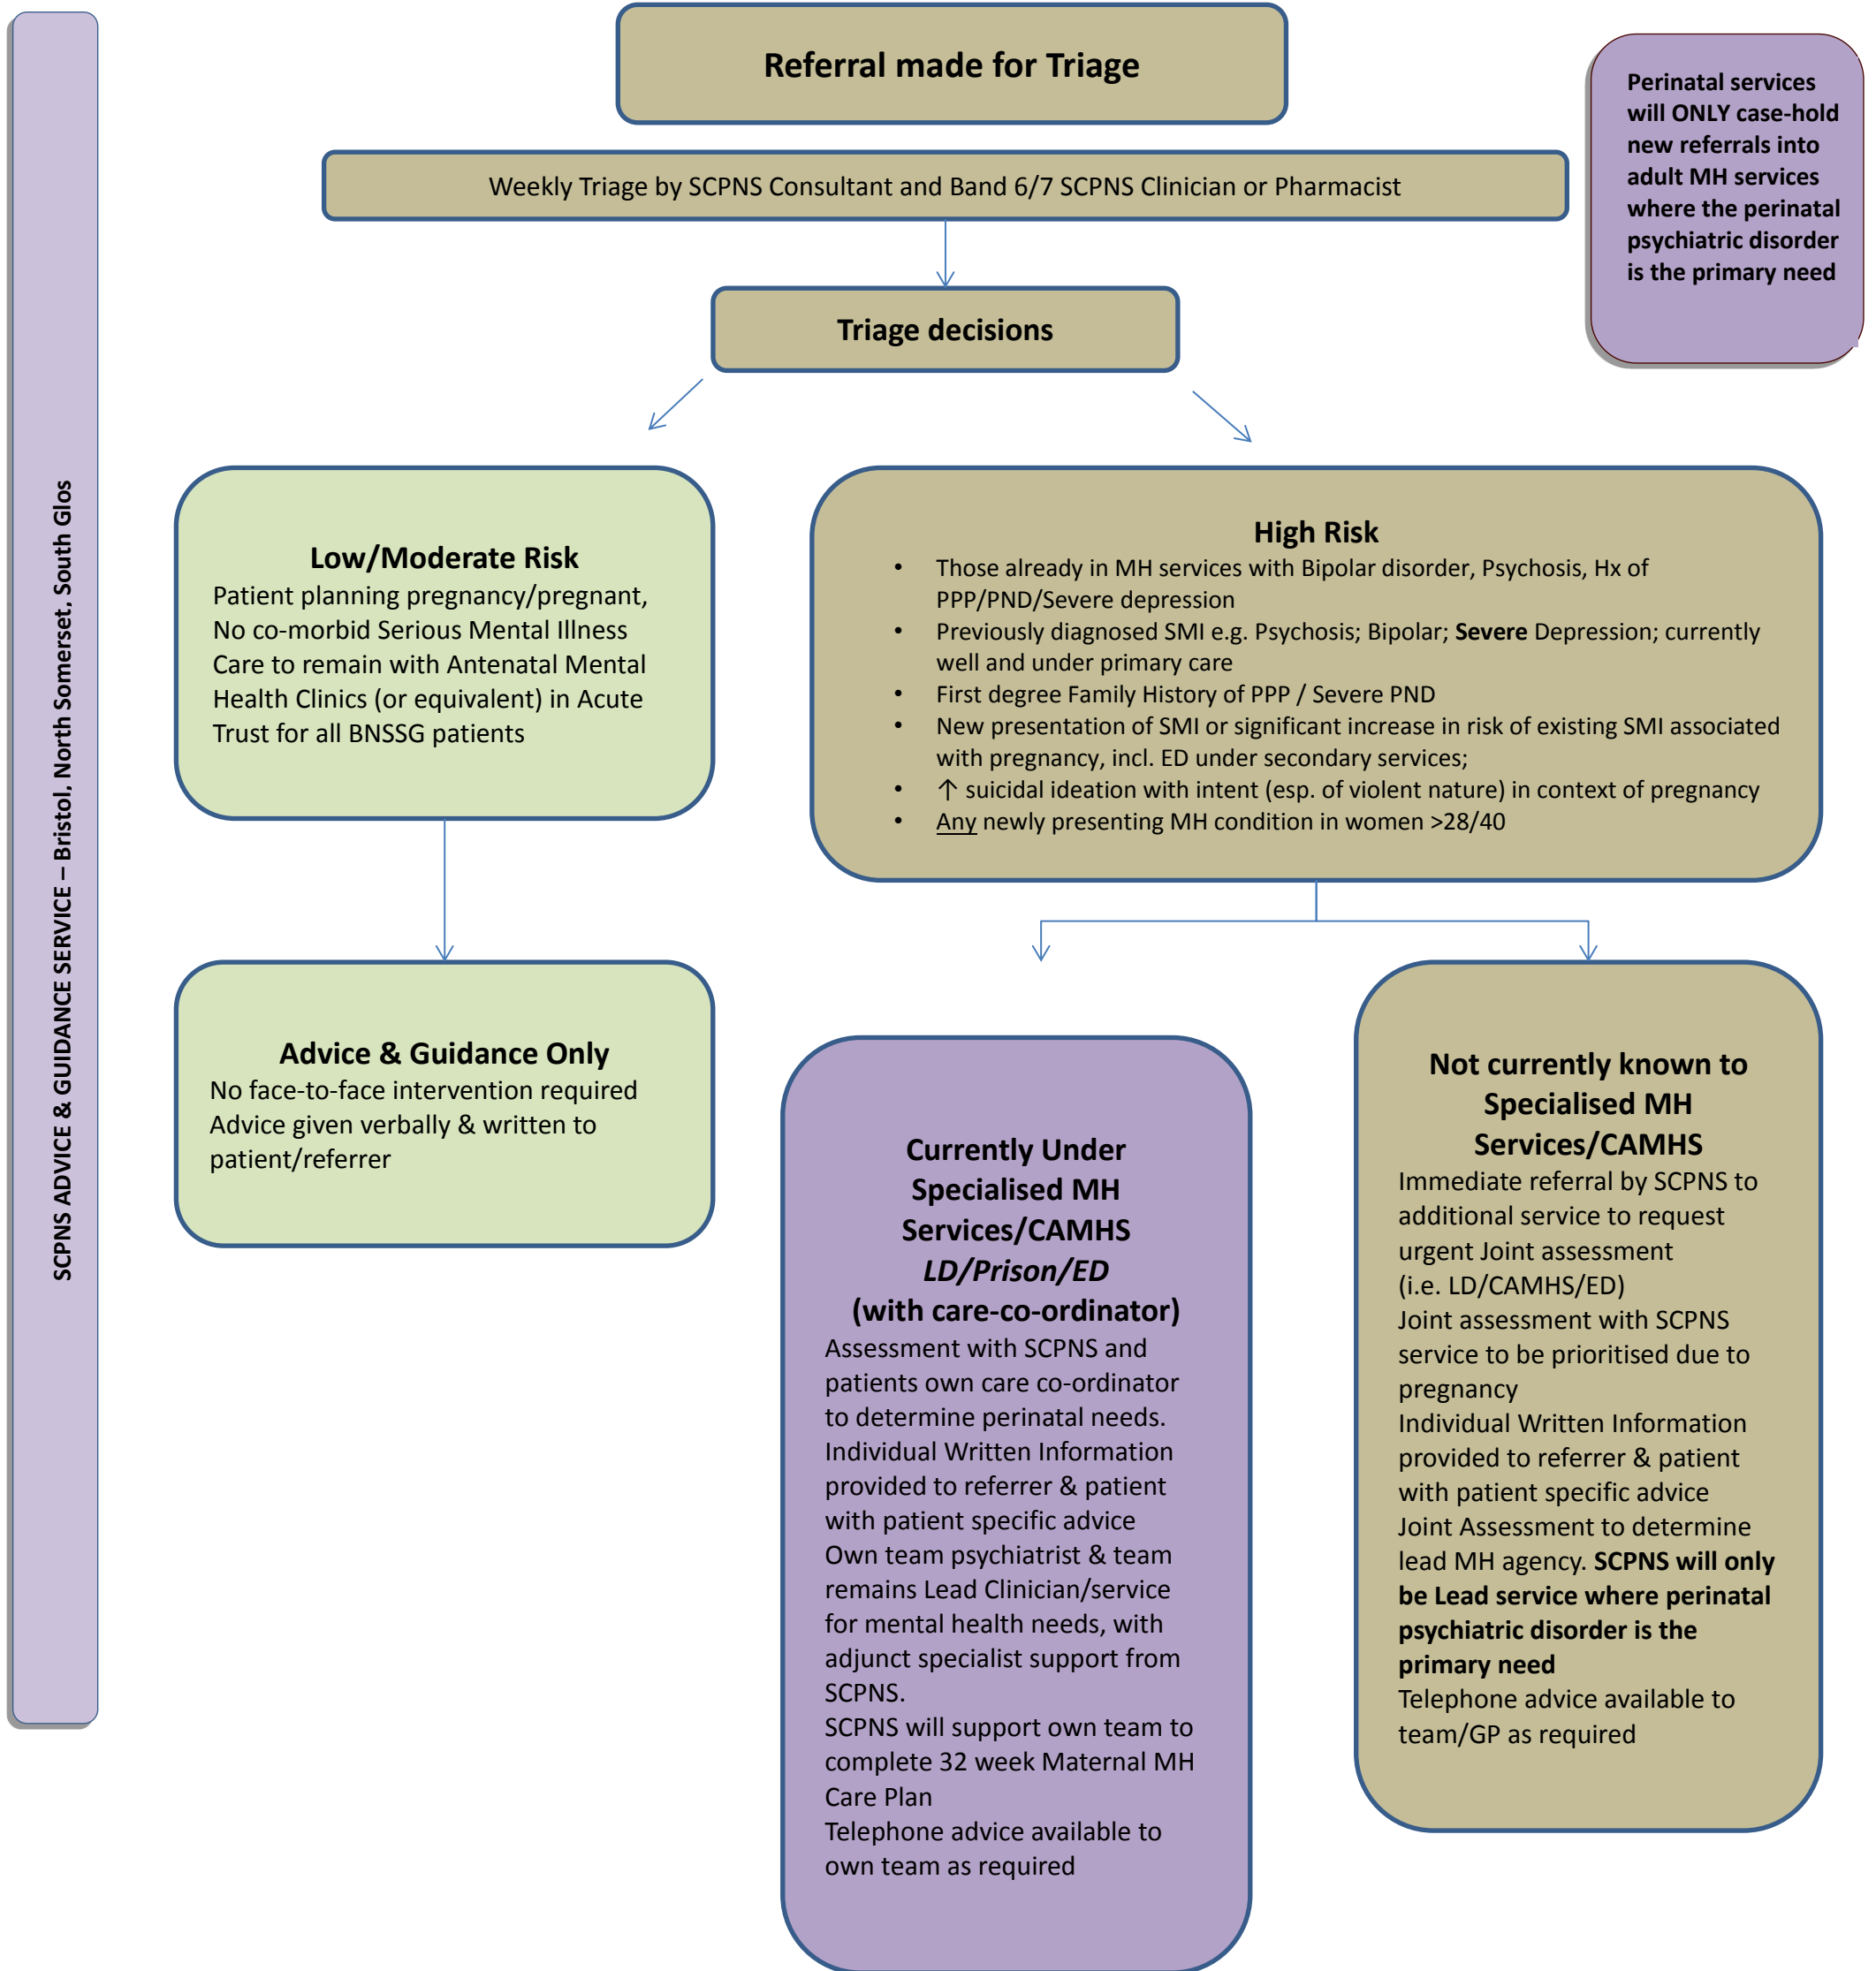 Referral made for Triage
Perinatal services
will ONLY case-hold
new referrals into
adult MH services
where the perinatal
psychiatric disorder
is the primary need
Weekly Triage by SCPNS Consultant and Band 6/7 SCPNS Clinician or Pharmacist
Triage decisions
SCPNS ADVICE & GUIDANCE SERVICE – Bristol, North Somerset, South Glos
Low/Moderate Risk
Patient planning pregnancy/pregnant,
No co-morbid Serious Mental Illness
Care to remain with Antenatal Mental
Health Clinics (or equivalent) in Acute
Trust for all BNSSG patients
High Risk
• Those already in MH services with Bipolar disorder, Psychosis, Hx of
PPP/PND/Severe depression
• Previously diagnosed SMI e.g. Psychosis; Bipolar; Severe Depression; currently
well and under primary care
• First degree Family History of PPP / Severe PND
• New presentation of SMI or significant increase in risk of existing SMI associated
with pregnancy, incl. ED under secondary services;
• ↑ suicidal ideation with intent (esp. of violent nature) in context of pregnancy
• Any newly presenting MH condition in women >28/40
Advice & Guidance Only
No face-to-face intervention required
Advice given verbally & written to
patient/referrer
Currently Under
Specialised MH
Services/CAMHS
LD/Prison/ED
(with care-co-ordinator)
Assessment with SCPNS and
patients own care co-ordinator
to determine perinatal needs.
Individual Written Information
provided to referrer & patient
with patient specific advice
Own team psychiatrist & team
remains Lead Clinician/service
for mental health needs, with
adjunct specialist support from
SCPNS.
SCPNS will support own team to
complete 32 week Maternal MH
Care Plan
Telephone advice available to
own team as required
Not currently known to
Specialised MH
Services/CAMHS
Immediate referral by SCPNS to
additional service to request
urgent Joint assessment
(i.e. LD/CAMHS/ED)
Joint assessment with SCPNS
service to be prioritised due to
pregnancy
Individual Written Information
provided to referrer & patient
with patient specific advice
Joint Assessment to determine
lead MH agency. SCPNS will only
be Lead service where perinatal
psychiatric disorder is the
primary need
Telephone advice available to
team/GP as required